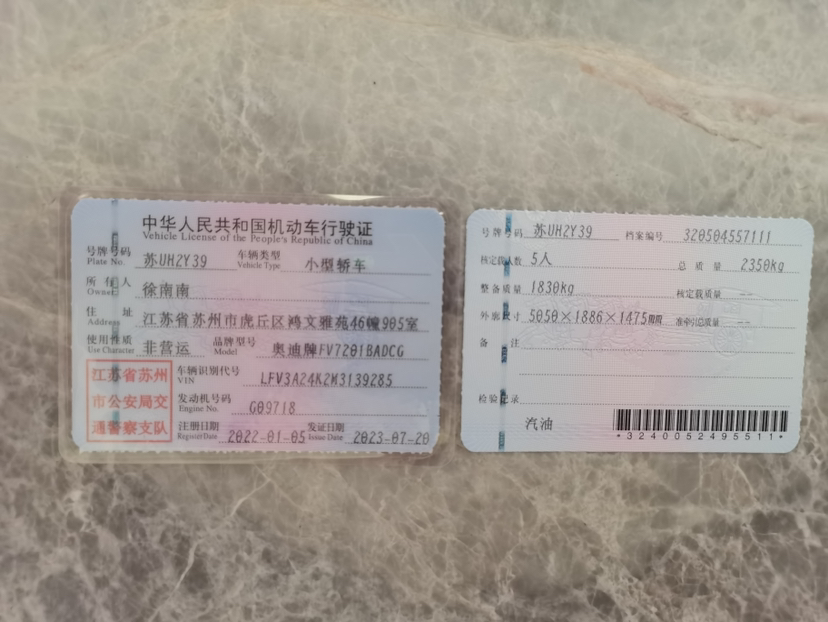 中华人民共和国机动车行驶证
Vehicle License of the People's Republic of China
号牌号码 Plate No. 苏UH2Y39 车辆类型 Vehicle Type 小型轿车
所有人 Owner 徐南南
住址 Address 江苏省苏州市虎丘区鸿文雅苑46幢905室
使用性质 Use Character 非营运 品牌型号 Model 奥迪牌FV7201BADCG
江苏省苏州市公安局交通警察支队
车辆识别代号 VIN LFV3A24K2M3139285
发动机号码 Engine No. G09718
注册日期 Register Date 2022-01-05 发证日期 Issue Date 2023-07-20
号牌号码 苏UH2Y39 档案编号 320504557111
核定载人数 5人 总质量 2350kg
整备质量 1830kg 核定载质量 --
外廓尺寸 5050×1886×1475mm 准牵引总质量 --
备注
检验记录
汽油
*3240052495511*